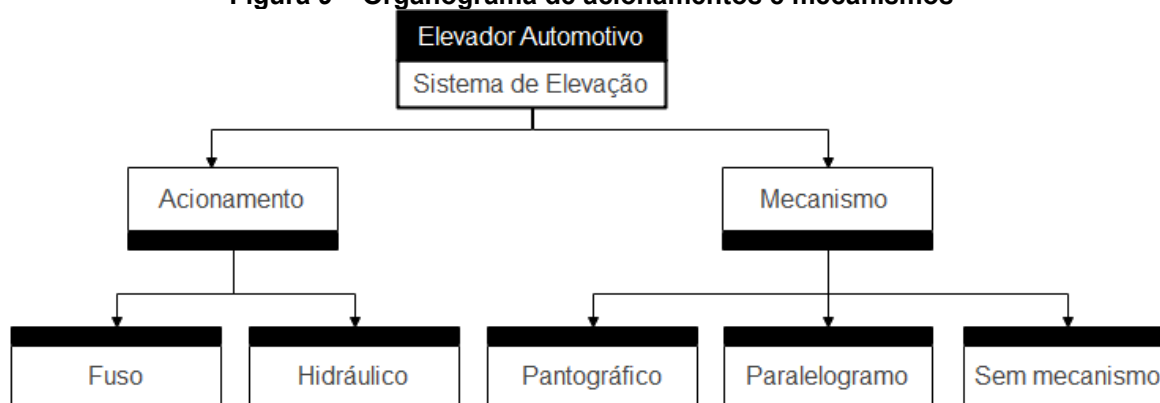 Organograma de acionamentos e mecanismos
Elevador Automotivo
Sistema de Elevação
Acionamento
Mecanismo
Fuso
Hidráulico
Pantográfico
Paralelogramo
Sem mecanismo